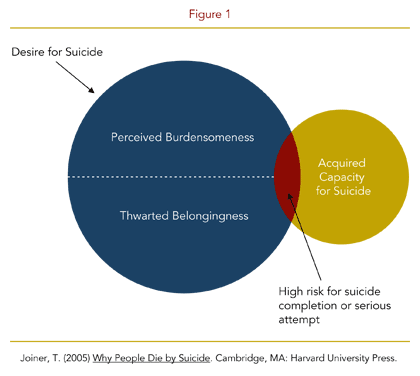 Figure 1
Desire for Suicide
Perceived Burdensomeness
Thwarted Belongingness
Acquired
Capacity
for Suicide
High risk for suicide
completion or serious
attempt
Joiner, T. (2005) Why People Die by Suicide. Cambridge, MA: Harvard University Press.